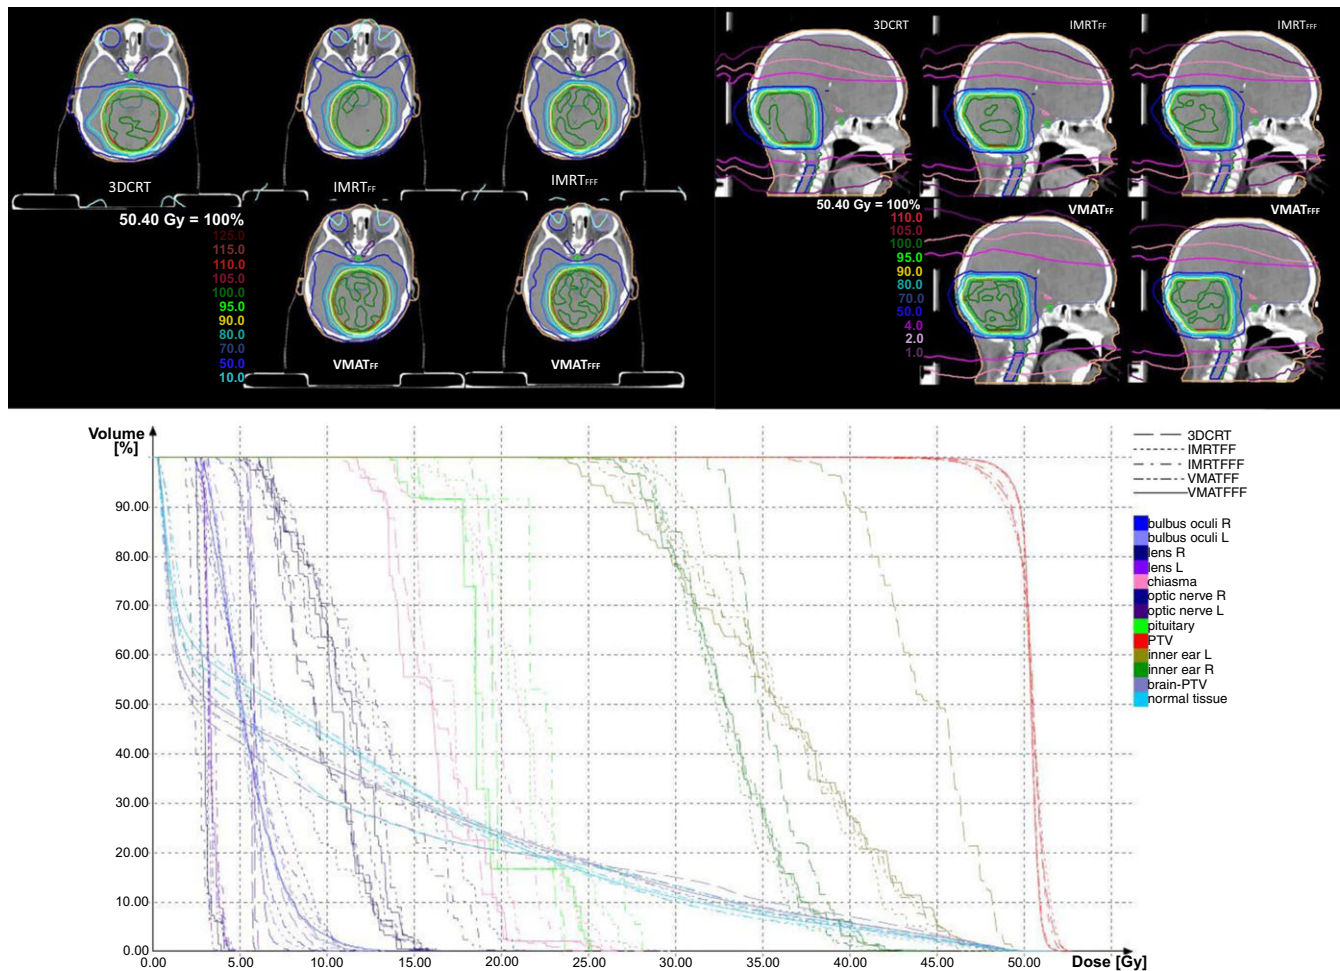 3DCRT
IMRTFF
IMRTFFF
50.40 Gy = 100%
125.0
115.0
110.0
105.0
100.0
95.0
90.0
80.0
70.0
50.0
10.0
VMATFF
VMATFFF
3DCRT
IMRTFF
IMRTFFF
50.40 Gy = 100%
110.0
105.0
100.0
95.0
90.0
80.0
70.0
50.0
4.0
2.0
1.0
VMATFF
VMATFFF
Volume
[%]
90.00
80.00
70.00
60.00
50.00
40.00
30.00
20.00
10.00
0.00
0.00 5.00 10.00 15.00 20.00 25.00 30.00 35.00 40.00 45.00 50.00
Dose [Gy]
3DCRT
IMRTFF
IMRTFFF
VMATFF
VMATFFF
bulbus oculi R
bulbus oculi L
lens R
lens L
chiasma
optic nerve R
optic nerve L
pituitary
PTV
inner ear L
inner ear R
brain-PTV
normal tissue